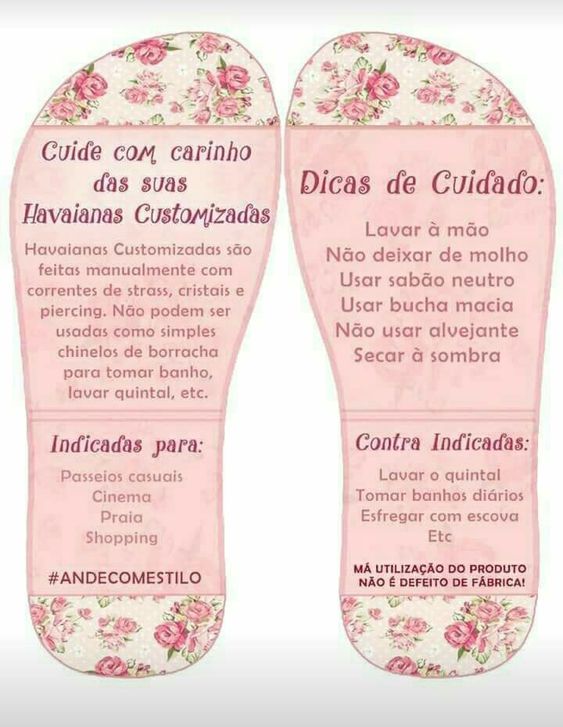 Cuide com carinho
das suas
Havaianas Customizadas
Havaianas Customizadas são
feitas manualmente com
correntes de strass, cristais e
piercing. Não podem ser
usadas como simples
chinelos de borracha
para tomar banho,
lavar quintal, etc.
Indicadas para:
Passeios casuais
Cinema
Praia
Shopping
#ANDECOMESTILO
Dicas de Cuidado:
Lavar à mão
Não deixar de molho
Usar sabão neutro
Usar bucha macia
Não usar alvejante
Secar à sombra
Contra Indicadas:
Lavar o quintal
Tomar banhos diários
Esfregar com escova
Etc
MÁ UTILIZAÇÃO DO PRODUTO
NÃO É DEFEITO DE FÁBRICA!